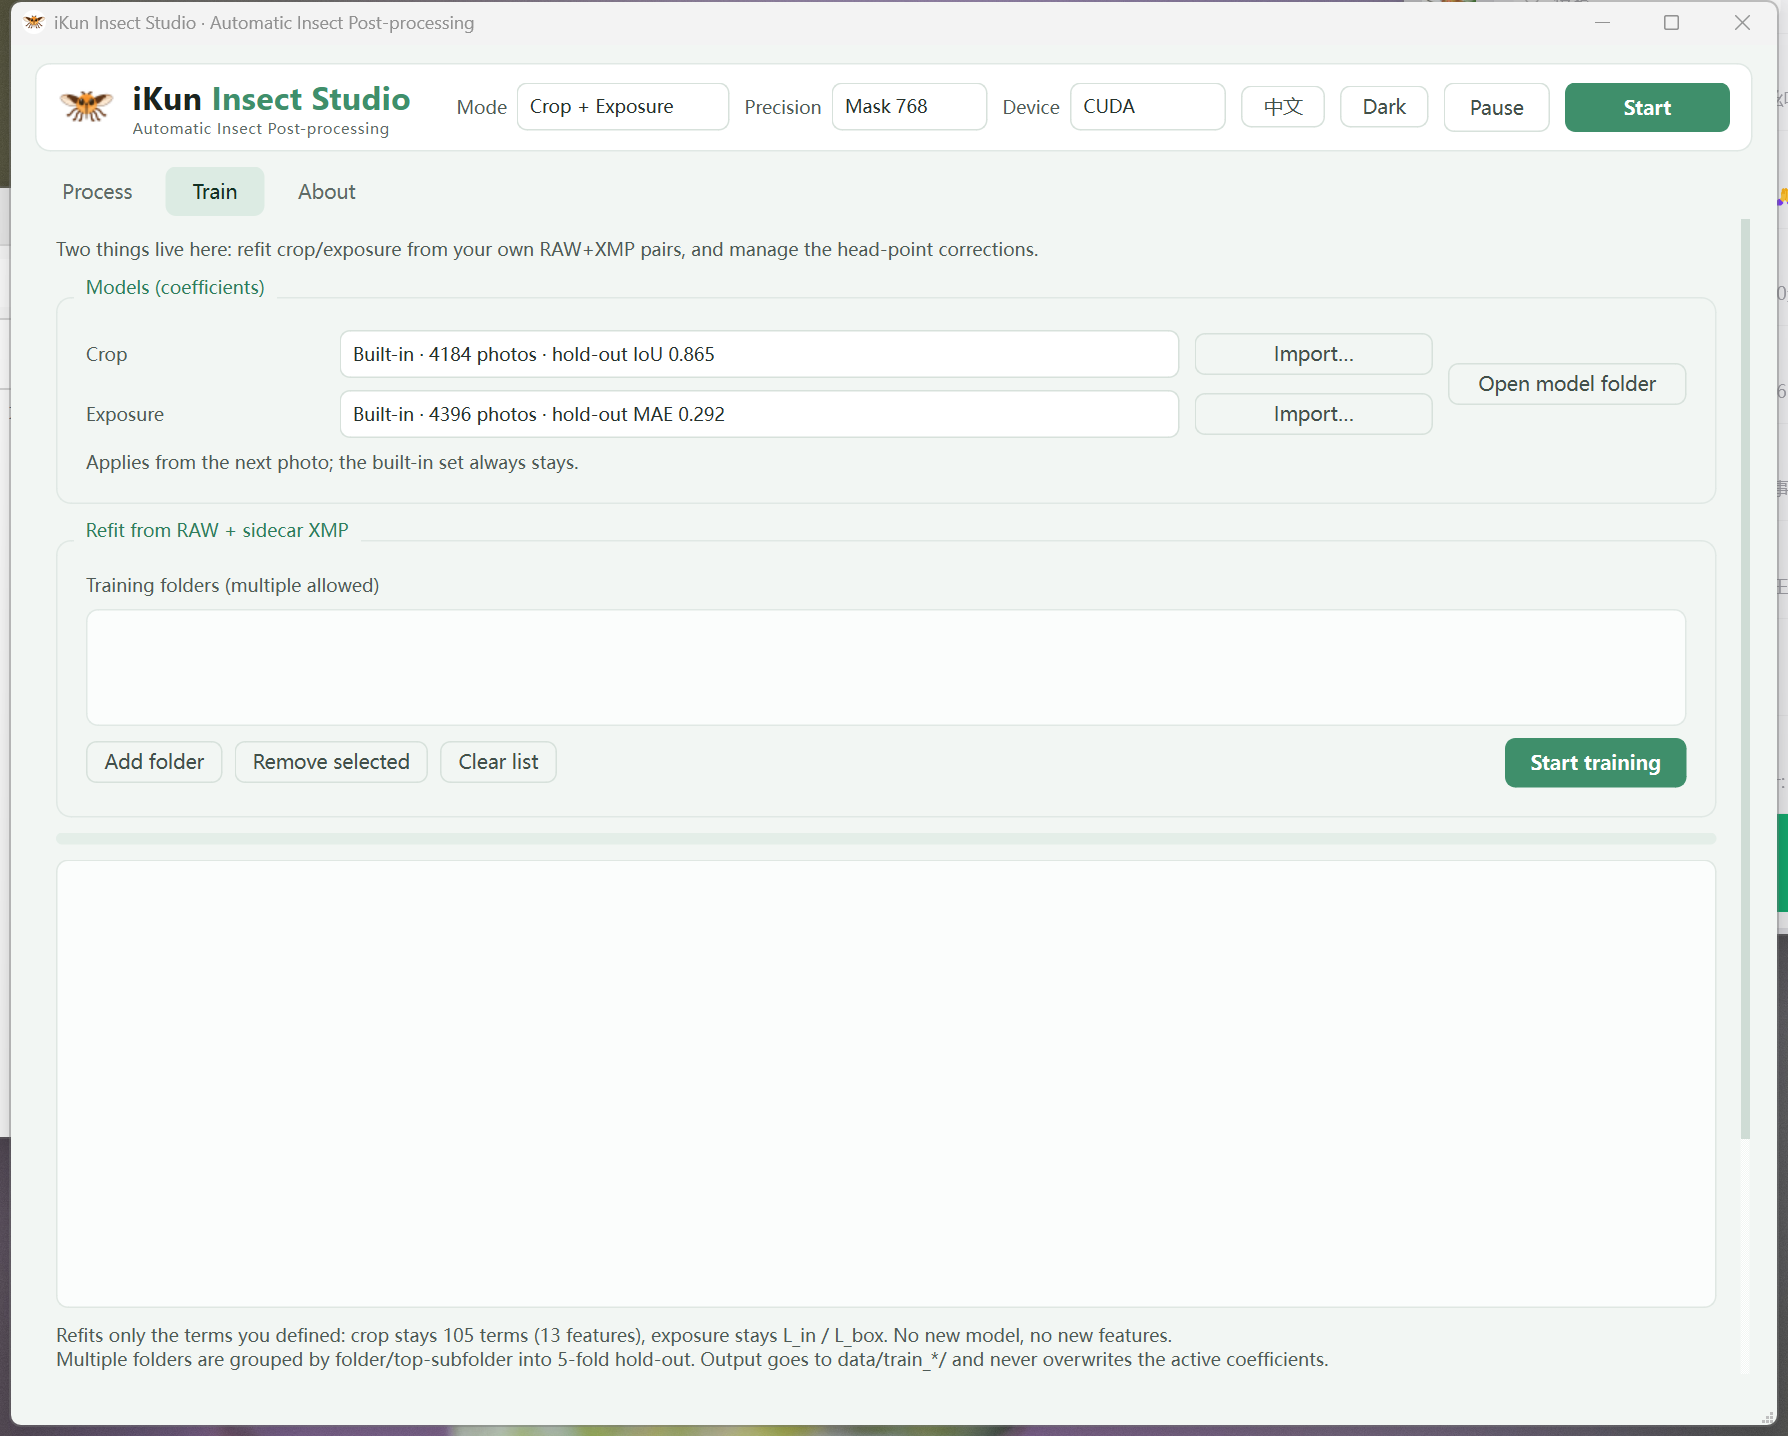 iKun Insect Studio · Automatic Insect Post-processing
iKun Insect Studio
Automatic Insect Post-processing
Mode
Crop + Exposure
Precision
Mask 768
Device
CUDA
中文
Dark
Pause
Start
Process
Train
About
Two things live here: refit crop/exposure from your own RAW+XMP pairs, and manage the head-point corrections.
Models (coefficients)
Crop
Built-in · 4184 photos · hold-out IoU 0.865
Import...
Open model folder
Exposure
Built-in · 4396 photos · hold-out MAE 0.292
Import...
Applies from the next photo; the built-in set always stays.
Refit from RAW + sidecar XMP
Training folders (multiple allowed)
Add folder
Remove selected
Clear list
Start training
Refits only the terms you defined: crop stays 105 terms (13 features), exposure stays L_in / L_box. No new model, no new features.
Multiple folders are grouped by folder/top-subfolder into 5-fold hold-out. Output goes to data/train_*/ and never overwrites the active coefficients.